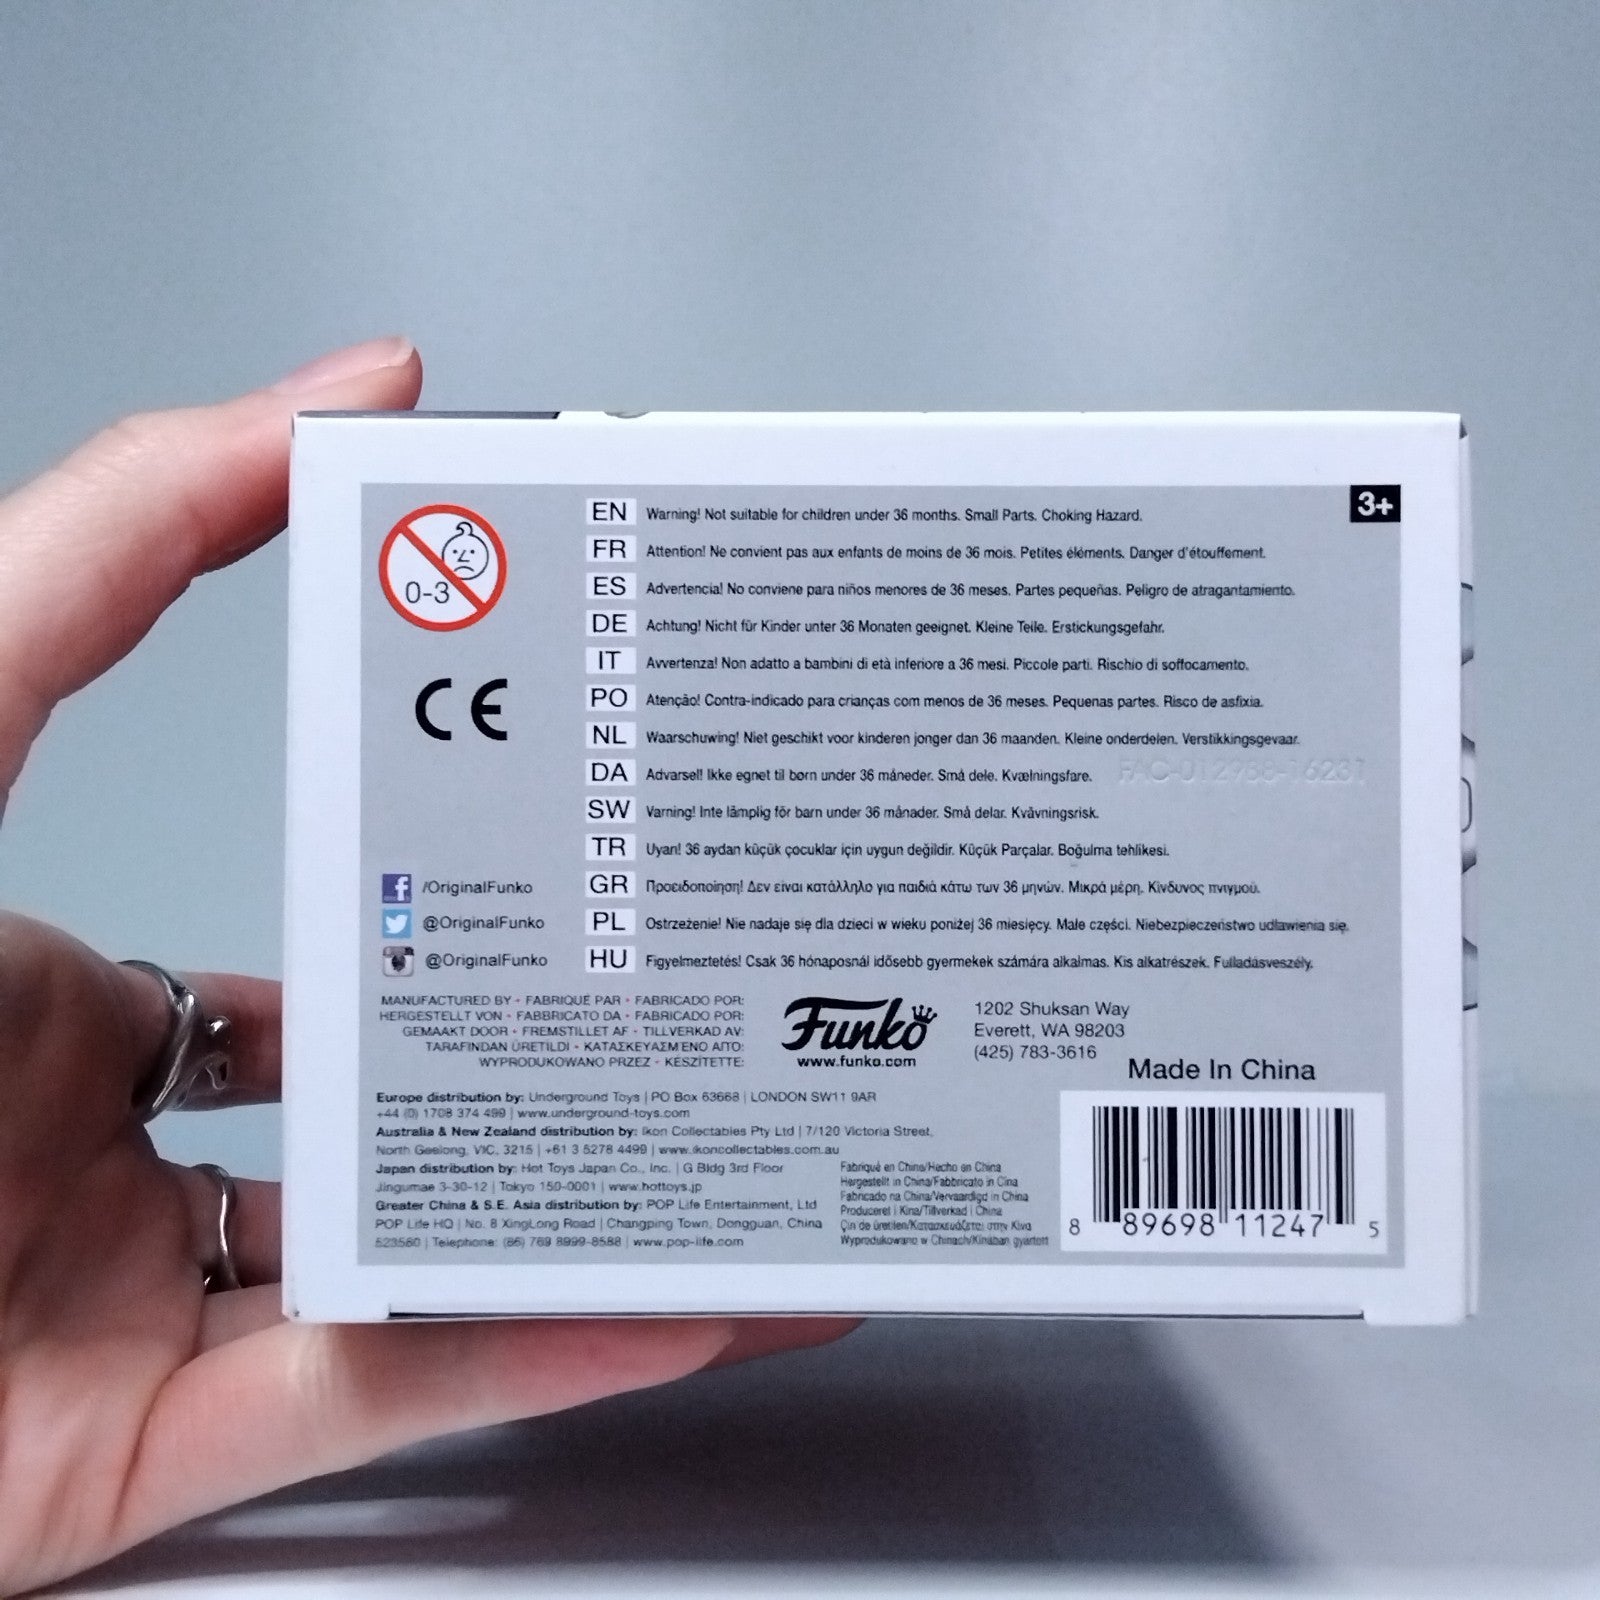 3+
0-3
EN Warning! Not suitable for children under 36 months. Small Parts. Choking Hazard.
FR Attention! Ne convient pas aux enfants de moins de 36 mois. Petites éléments. Danger d'étouffement.
ES Advertencia! No conviene para niños menores de 36 meses. Partes pequeñas. Peligro de atragantamiento.
DE Achtung! Nicht für Kinder unter 36 Monaten geeignet. Kleine Teile. Erstickungsgefahr.
IT Avvertenza! Non adatto a bambini di età inferiore a 36 mesi. Piccole parti. Rischio di soffocamento.
PO Atenção! Contra-indicado para crianças com menos de 36 meses. Pequenas partes. Risco de asfixia.
NL Waarschuwing! Niet geschikt voor kinderen jonger dan 36 maanden. Kleine onderdelen. Verstikkingsgevaar.
DA Advarsel! Ikke egnet til børn under 36 måneder. Små dele. Kvælningsfare.
FAC-012988-16237
SW Varning! Inte lämplig för barn under 36 månader. Små delar. Kvävningsrisk.
TR Uyarı! 36 aydan küçük çocuklar için uygun değildir. Küçük Parçalar. Boğulma tehlikesi.
GR Προειδοποίηση! Δεν είναι κατάλληλο για παιδιά κάτω των 36 μηνών. Μικρά μέρη. Κίνδυνος πνιγμού.
PL Ostrzeżenie! Nie nadaje się dla dzieci w wieku poniżej 36 miesięcy. Małe części. Niebezpieczeństwo udławienia się.
HU Figyelmeztetés! Csak 36 hónaposnál idősebb gyermekek számára alkalmas. Kis alkatrészek. Fulladásveszély.
CE
/OriginalFunko
@OriginalFunko
@OriginalFunko
MANUFACTURED BY • FABRIQUÉ PAR • FABRICADO POR:
HERGESTELLT VON • FABBRICATO DA • FABRICADO POR:
GEMAAKT DOOR • FREMSTILLET AF • TILLVERKAD AV:
TARAFINDAN ÜRETILDI • ΚΑΤΑΣΚΕΥΑΣΜΈΝΟ ΑΠΌ:
WYPRODUKOWANO PRZEZ • KÉSZÍTETTE:
Funko
www.funko.com
1202 Shuksan Way
Everett, WA 98203
(425) 783-3616
Made In China
Europe distribution by: Underground Toys | PO Box 63668 | LONDON SW11 9AR
+44 (0) 1708 374 499 | www.underground-toys.com
Australia & New Zealand distribution by: Ikon Collectables Pty Ltd | 7/120 Victoria Street,
North Geelong, VIC, 3215 | +61 3 5278 4499 | www.ikoncollectables.com.au
Japan distribution by: Hot Toys Japan Co., Inc. | G Bldg 3rd Floor
Jingumae 3-30-12 | Tokyo 150-0001 | www.hottoys.jp
Greater China & S.E. Asia distribution by: POP Life Entertainment, Ltd
POP Life HQ | No. 8 XingLong Road | Changping Town, Dongguan, China
523560 | Telephone: (86) 769 8999-8588 | www.pop-life.com
Fabriqué en Chine/Hecho en China
Hergestellt in China/Fabbricato in Cina
Fabricado na China/Vervaardigd in China
Produceret i Kina/Tillverkad i China
Çin de üretilen/Κατασκευάζεται στην Κίνα
Wyprodukowano w Chinach/Kínában gyártott
8 89698 11247 5